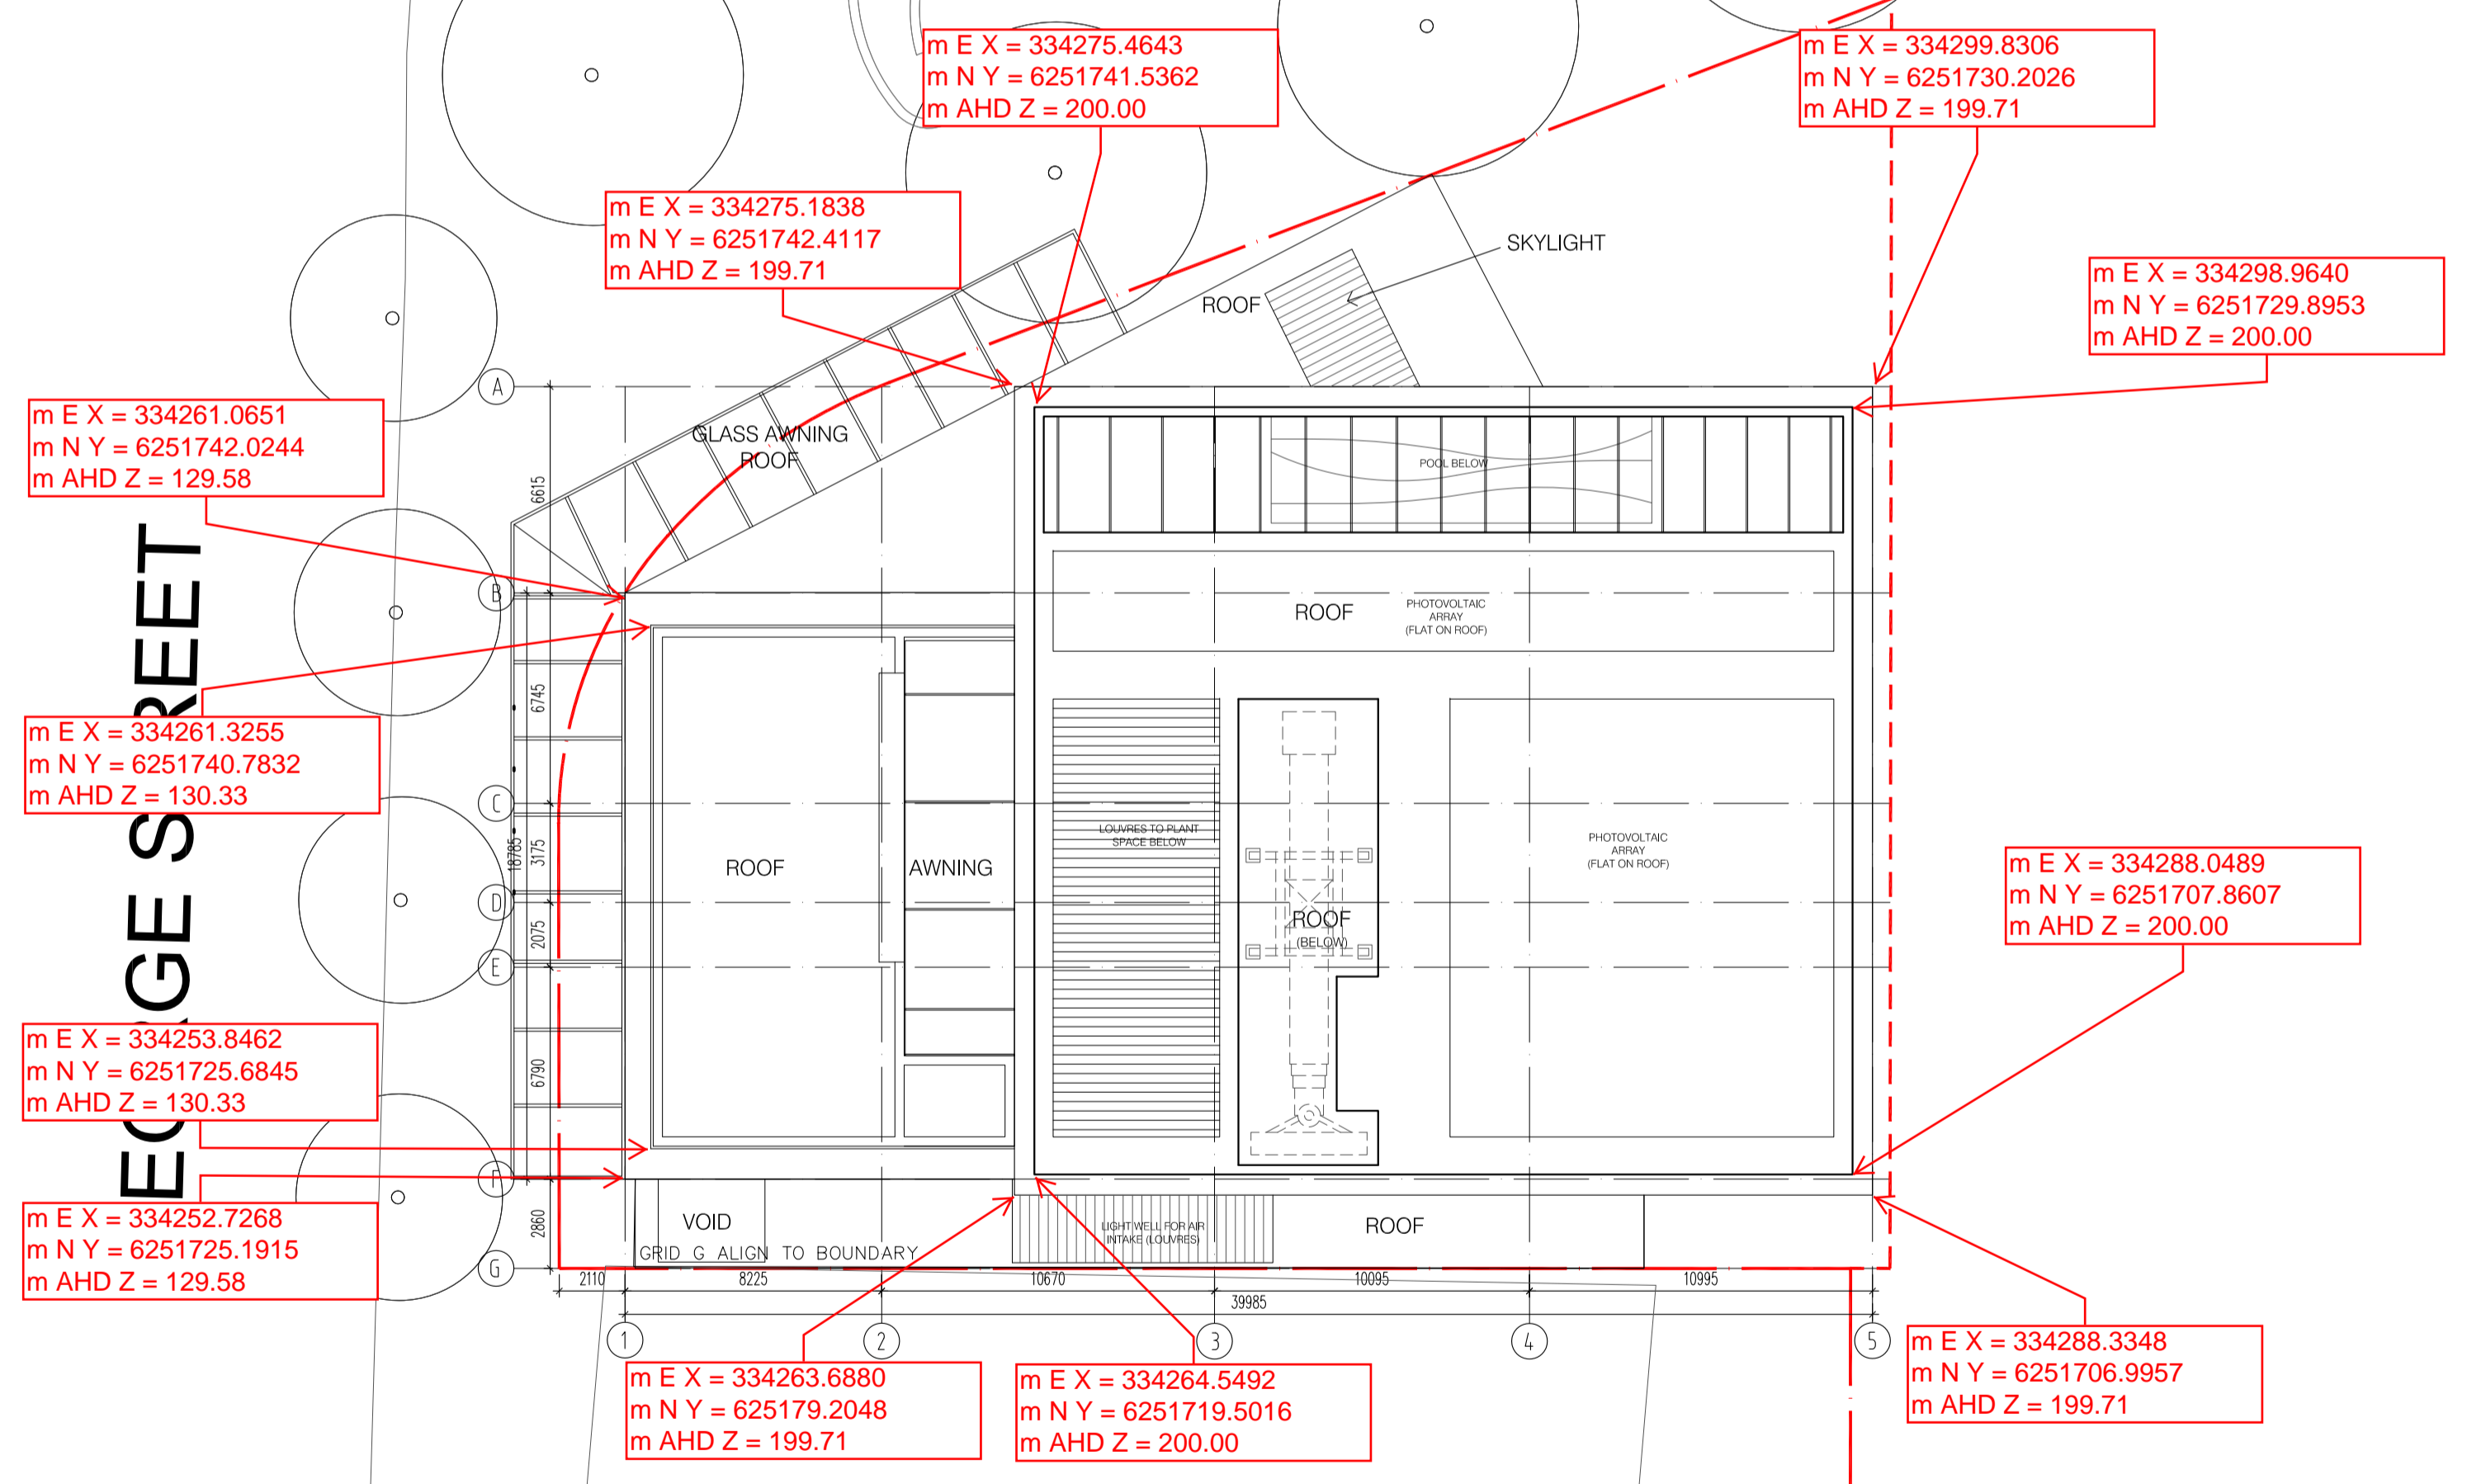 m E X = 334275.4643
m N Y = 6251741.5362
m AHD Z = 200.00
m E X = 334299.8306
m N Y = 6251730.2026
m AHD Z = 199.71
m E X = 334275.1838
m N Y = 6251742.4117
m AHD Z = 199.71
SKYLIGHT
ROOF
m E X = 334298.9640
m N Y = 6251729.8953
m AHD Z = 200.00
A
m E X = 334261.0651
m N Y = 6251742.0244
m AHD Z = 129.58
GLASS AWNING
ROOF
POOL BELOW
6615
B
ROOF
PHOTOVOLTAIC
ARRAY
(FLAT ON ROOF)
6745
m E X = 334261.3255
m N Y = 6251740.7832
m AHD Z = 130.33
C
LOUVRES TO PLANT
SPACE BELOW
PHOTOVOLTAIC
ARRAY
(FLAT ON ROOF)
18785
3175
ROOF
AWNING
m E X = 334288.0489
m N Y = 6251707.8607
m AHD Z = 200.00
D
ROOF
(BELOW)
2075
E
m E X = 334253.8462
m N Y = 6251725.6845
m AHD Z = 130.33
6790
F
m E X = 334252.7268
m N Y = 6251725.1915
m AHD Z = 129.58
VOID
2860
LIGHT WELL FOR AIR
INTAKE (LOUVRES)
ROOF
GRID G ALIGN TO BOUNDARY
G
2110
8225
10670
10095
10995
39985
1
2
3
4
5
m E X = 334263.6880
m N Y = 625179.2048
m AHD Z = 199.71
m E X = 334264.5492
m N Y = 6251719.5016
m AHD Z = 200.00
m E X = 334288.3348
m N Y = 6251706.9957
m AHD Z = 199.71